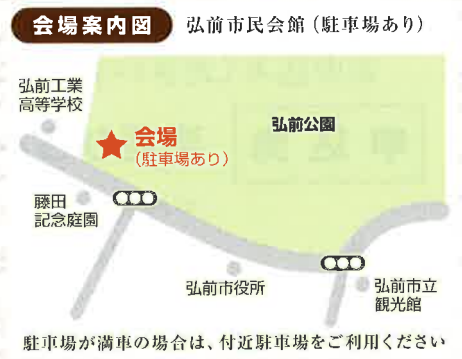 会場案内図 弘前市民会館（駐車場あり）
弘前工業
高等学校
弘前公園
会場
（駐車場あり）
藤田
記念庭園
弘前市役所
弘前市立
観光館
駐車場が満車の場合は、付近駐車場をご利用ください